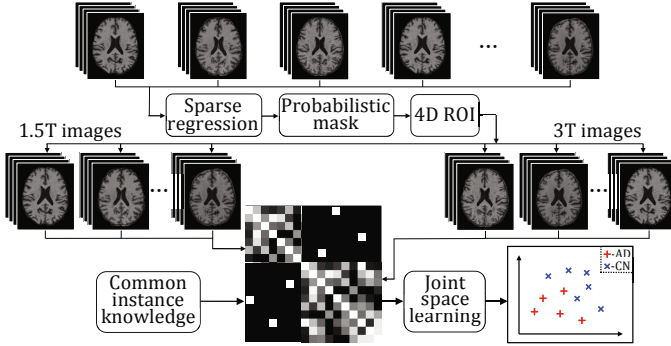 Sparse
regression
Probabilistic
mask
4D ROI
1.5T images
3T images
Common
instance
knowledge
Joint
space
learning
+-AD
×-CN